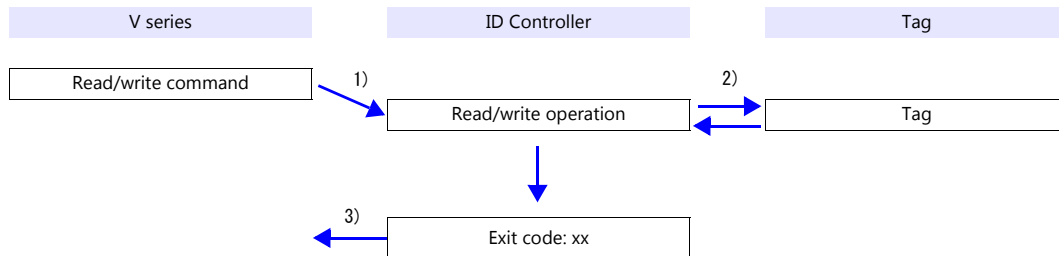 V series
ID Controller
Tag
Read/write command
1)
2)
Read/write operation
Tag
3)
Exit code: xx